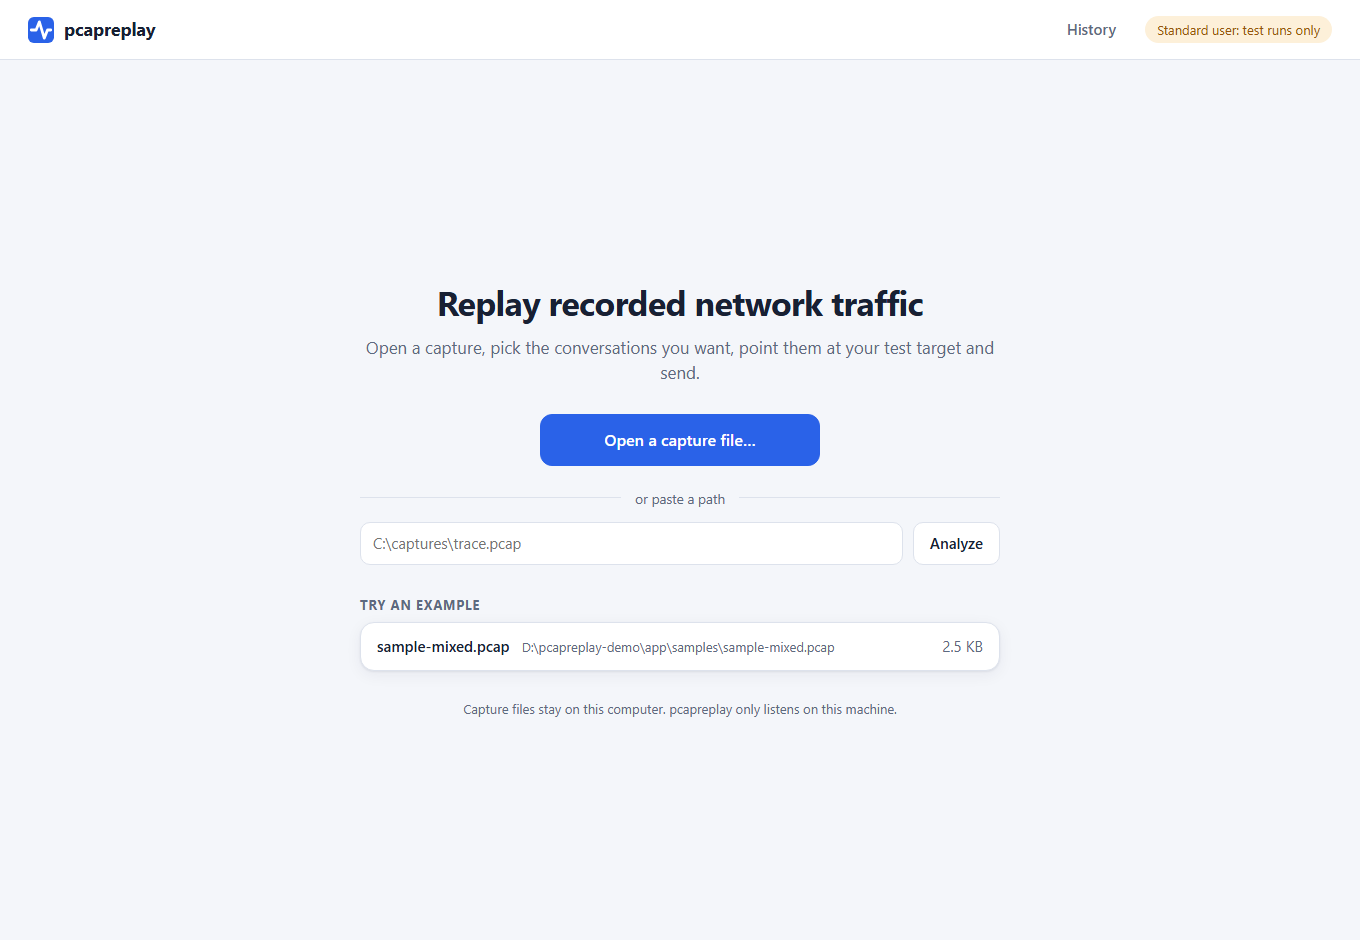 pcapreplay
History
Standard user: test runs only
Replay recorded network traffic
Open a capture, pick the conversations you want, point them at your test target and
send.
Open a capture file...
or paste a path
C:\captures\trace.pcap
Analyze
TRY AN EXAMPLE
sample-mixed.pcap D:\pcapreplay-demo\app\samples\sample-mixed.pcap 2.5 KB
Capture files stay on this computer. pcapreplay only listens on this machine.